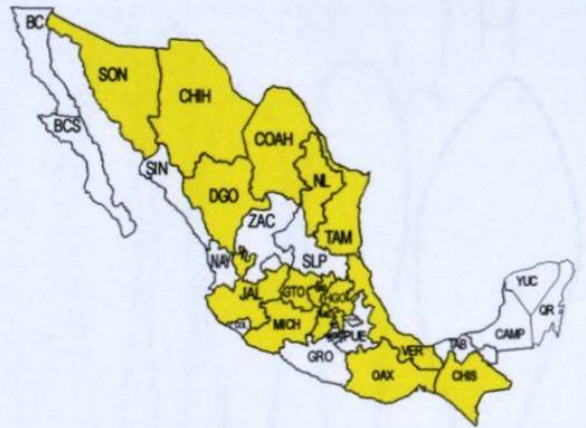 BC
SON
CHIH
BCS
COAH
SIN
NL
DGO
ZAC
TAM
NAY
SLP
YUC
QR
JAL
GTO
HGO
MICH
PUE
CAMP
VER
TAB
GRO
OAX
CHIS